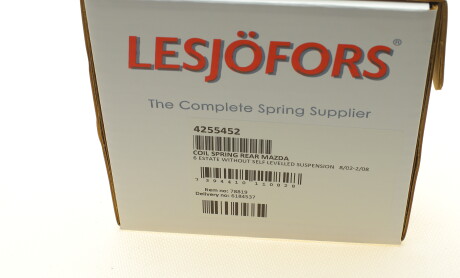 LESJÖFORS®
The Complete Spring Supplier
4255452
COIL SPRING REAR MAZDA
6 ESTATE WITHOUT SELF LEVELLED SUSPENSION 8/02-2/08
Item no: 78819
Delivery no: 6184537